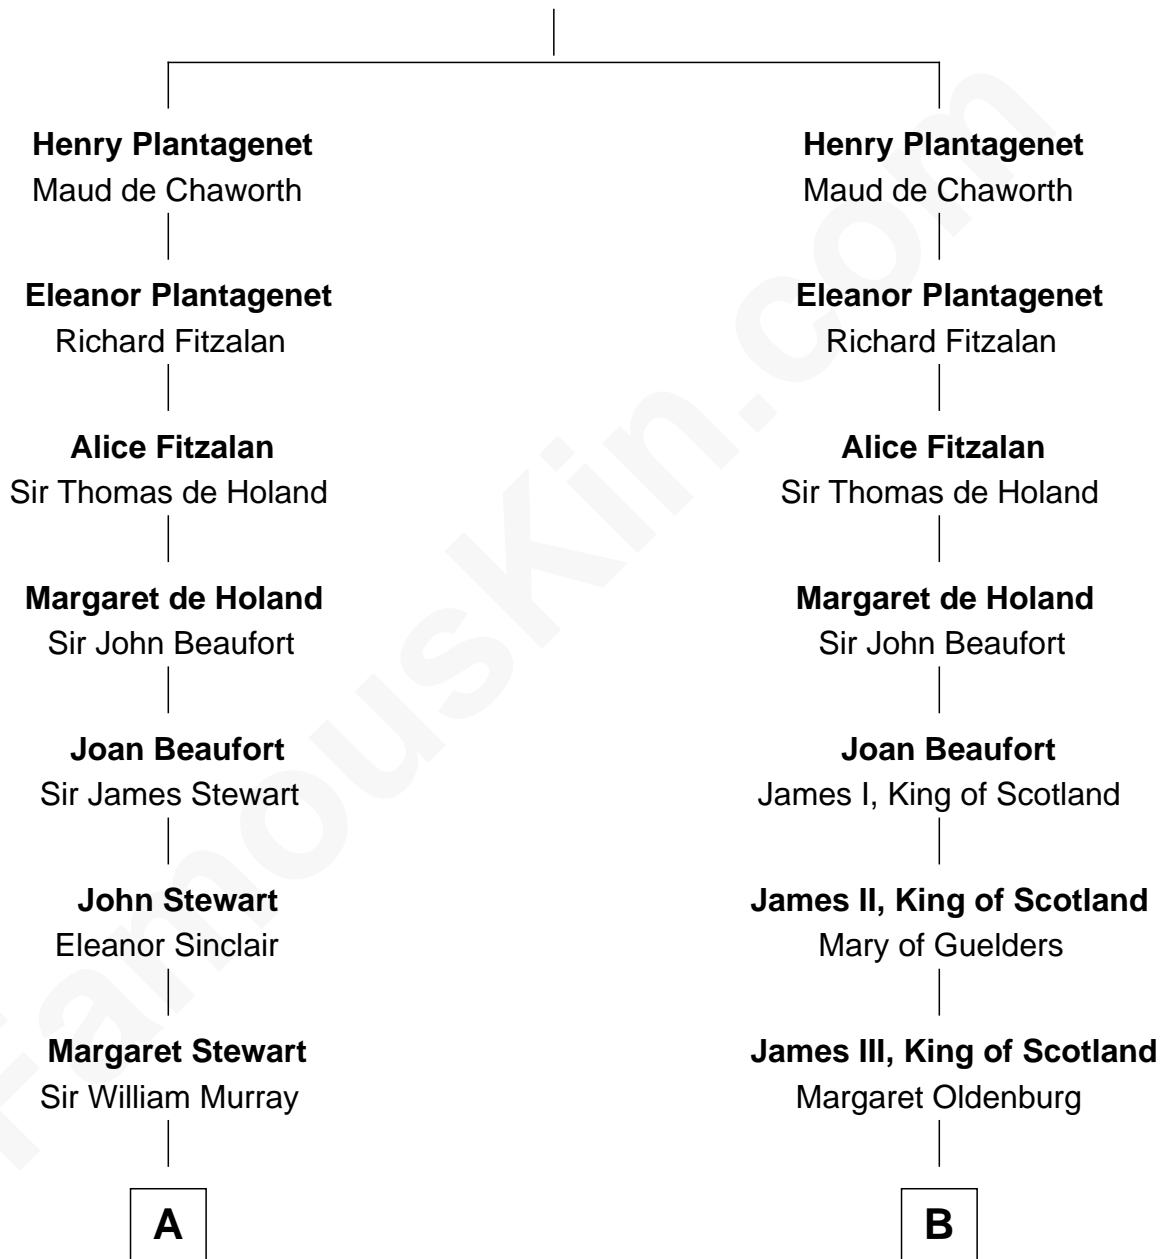 Henry Plantagenet
Maud de Chaworth
Eleanor Plantagenet
Richard Fitzalan
Alice Fitzalan
Sir Thomas de Holand
Margaret de Holand
Sir John Beaufort
Joan Beaufort
Sir James Stewart
John Stewart
Eleanor Sinclair
Margaret Stewart
Sir William Murray
A
Henry Plantagenet
Maud de Chaworth
Eleanor Plantagenet
Richard Fitzalan
Alice Fitzalan
Sir Thomas de Holand
Margaret de Holand
Sir John Beaufort
Joan Beaufort
James I, King of Scotland
James II, King of Scotland
Mary of Guelders
James III, King of Scotland
Margaret Oldenburg
B
FamousKin.com